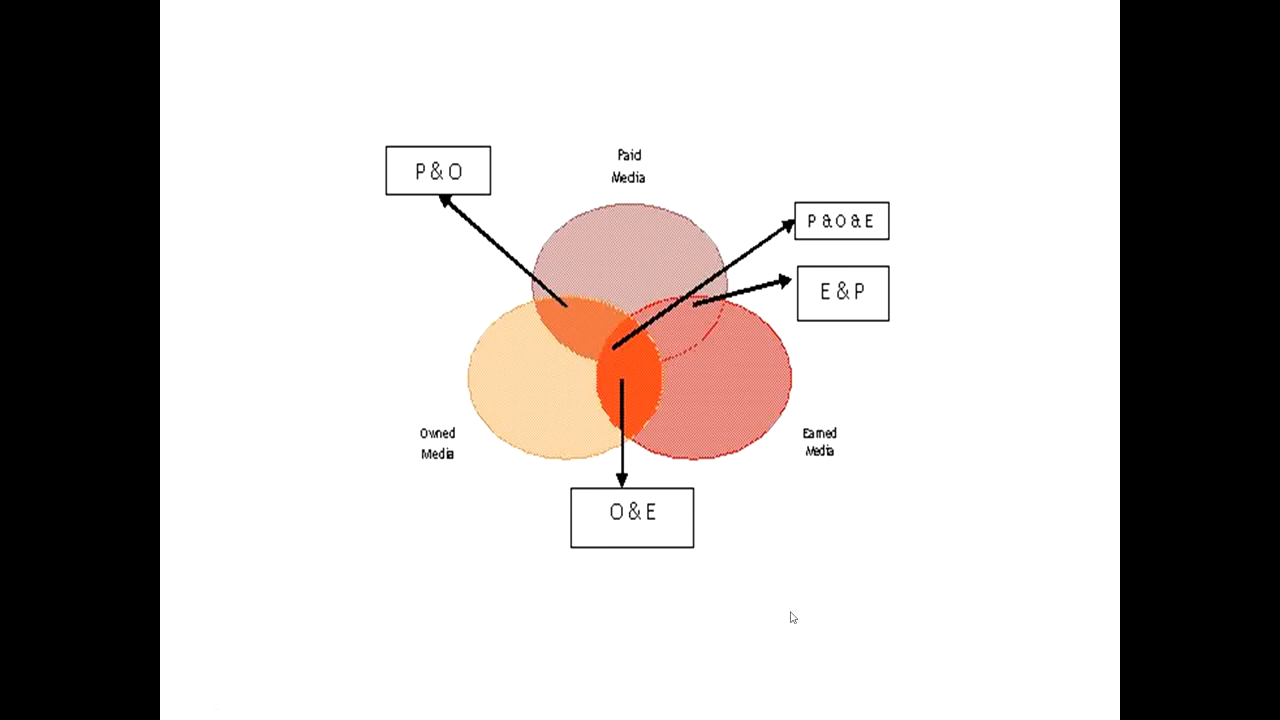 Paid
Media
P & O
P & O & E
E & P
Owned
Media
Earned
Media
O & E